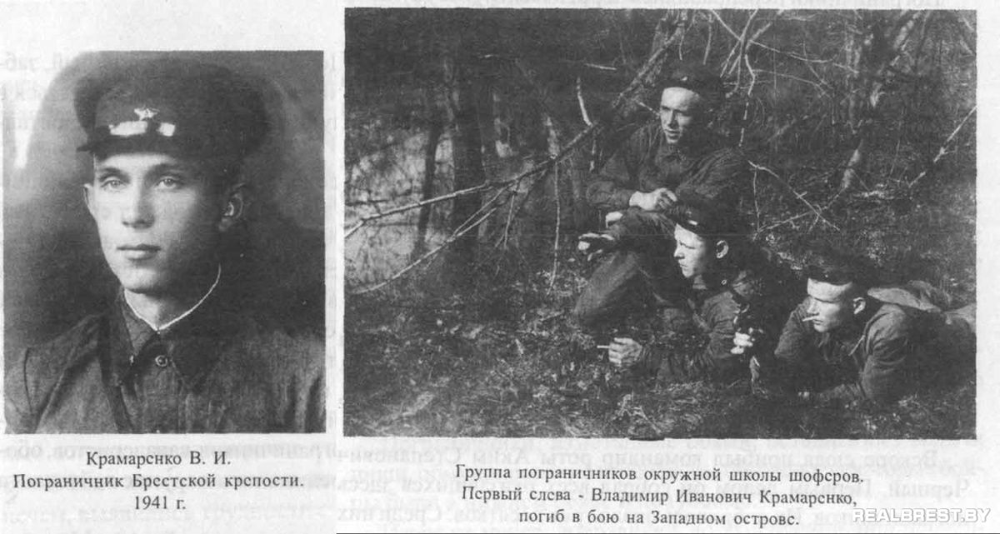 Крамаренко В. И.
Пограничник Брестской крепости.
1941 г.
Группа пограничников окружной школы шоферов.
Первый слева - Владимир Иванович Крамаренко,
погиб в бою на Западном острове.
REALBREST.BY